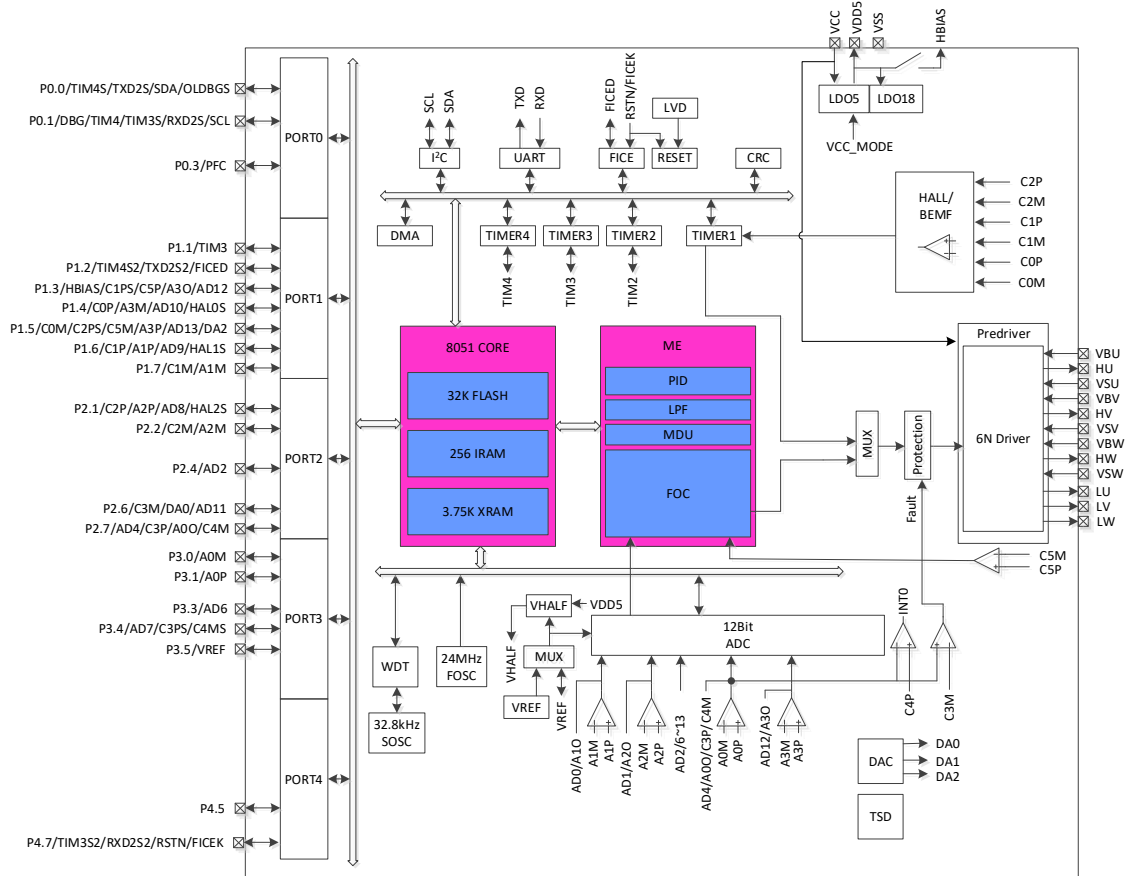 VCC
VDD5
VSS
HBIAS
P0.0/TIM4S/TXD2S/SDA/OLDBGS
P0.1/DBG/TIM4/TIM3S/RXD2S/SCL
P0.3/PFC
PORT0
P1.1/TIM3
P1.2/TIM4S2/TXD2S2/FICED
P1.3/HBIAS/C1PS/C5P/A3O/AD12
P1.4/C0P/A3M/AD10/HAL0S
P1.5/C0M/C2PS/C5M/A3P/AD13/DA2
P1.6/C1P/A1P/AD9/HAL1S
P1.7/C1M/A1M
PORT1
P2.1/C2P/A2P/AD8/HAL2S
P2.2/C2M/A2M
P2.4/AD2
P2.6/C3M/DA0/AD11
P2.7/AD4/C3P/A0O/C4M
PORT2
P3.0/A0M
P3.1/A0P
P3.3/AD6
P3.4/AD7/C3PS/C4MS
P3.5/VREF
PORT3
P4.5
P4.7/TIM3S2/RXD2S2/RSTN/FICEK
PORT4
SCL
SDA
TXD
RXD
FICED
RSTN/FICEK
LVD
I²C
UART
FICE
RESET
CRC
DMA
TIMER4
TIMER3
TIMER2
TIMER1
TIM4
TIM3
TIM2
LDO5
LDO18
VCC_MODE
HALL/
BEMF
C2P
C2M
C1P
C1M
C0P
C0M
8051 CORE
32K FLASH
256 IRAM
3.75K XRAM
ME
PID
LPF
MDU
FOC
MUX
Protection
Fault
Predriver
6N Driver
VBU
HU
VSU
VBV
HV
VSV
VBW
HW
VSW
LU
LV
LW
C5M
C5P
WDT
32.8kHz
SOSC
24MHz
FOSC
VHALF
VDD5
VHALF
MUX
VREF
VREF
12Bit
ADC
AD0/A1O
A1M
A1P
AD1/A2O
A2M
A2P
AD2/6~13
AD4/A0O/C3P/C4M
A0M
A0P
AD12/A3O
A3M
A3P
INT0
C4P
C3M
DAC
DA0
DA1
DA2
TSD